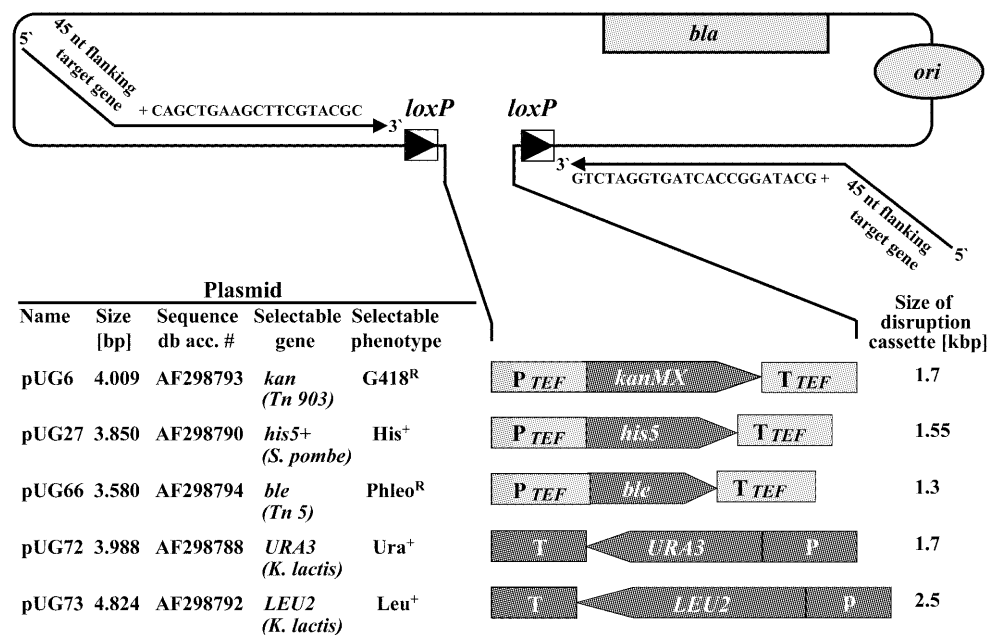 bla
ori
5`
45 nt flanking
target gene
+ CAGCTGAAGCTTCGTACGC
3`
loxP
loxP
3`
GTCTAGGTGATCACCGGATACG +
45 nt flanking
target gene
5`
Plasmid
Name Size [bp] Sequence db acc. # Selectable gene Selectable phenotype Size of disruption cassette [kbp]
pUG6 4.009 AF298793 kan G418R P TEF kanMX T TEF 1.7
(Tn 903)
pUG27 3.850 AF298790 his5+ His+ P TEF his5 T TEF 1.55
(S. pombe)
pUG66 3.580 AF298794 ble PhleoR P TEF ble T TEF 1.3
(Tn 5)
pUG72 3.988 AF298788 URA3 Ura+ T URA3 P 1.7
(K. lactis)
pUG73 4.824 AF298792 LEU2 Leu+ T LEU2 P 2.5
(K. lactis)